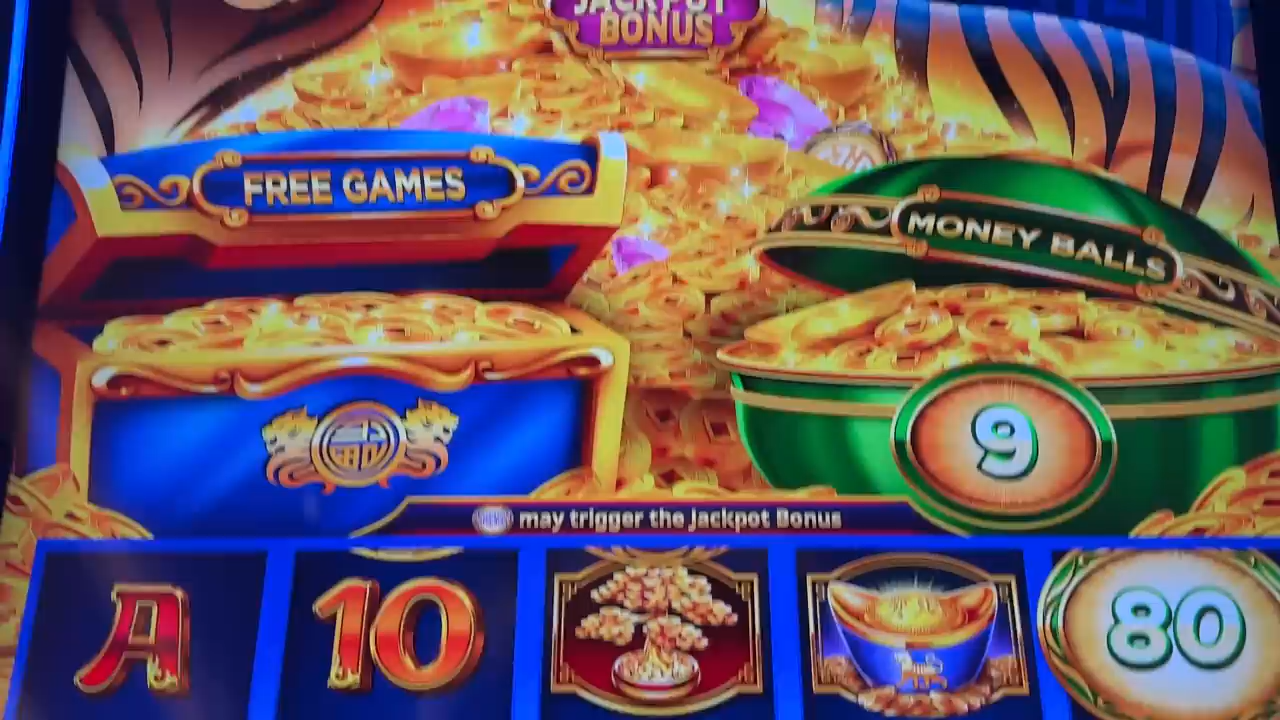 JACKPOT
BONUS
FREE GAMES
MONEY BALLS
9
may trigger the Jackpot Bonus
A
10
80